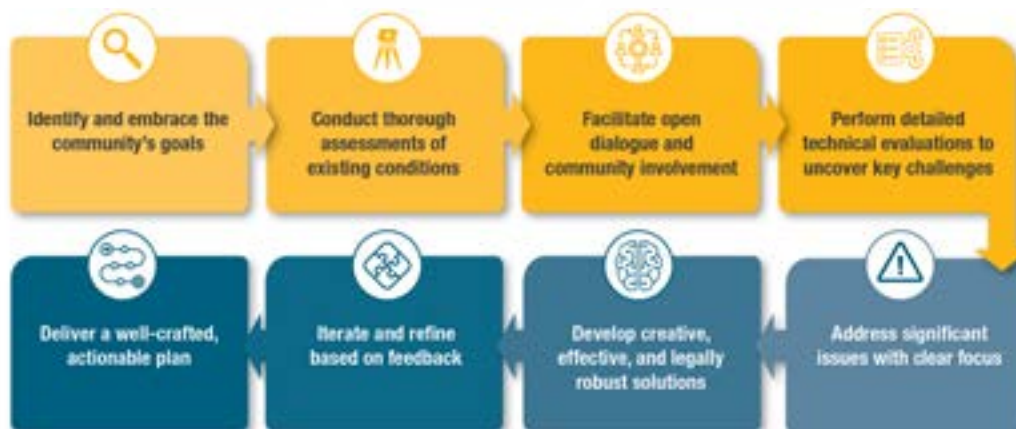 Identify and embrace the
community's goals
Conduct thorough
assessments of
existing conditions
Facilitate open
dialogue and
community involvement
Perform detailed
technical evaluations to
uncover key challenges
Address significant
issues with clear focus
Develop creative,
effective, and legally
robust solutions
Iterate and refine
based on feedback
Deliver a well-crafted,
actionable plan